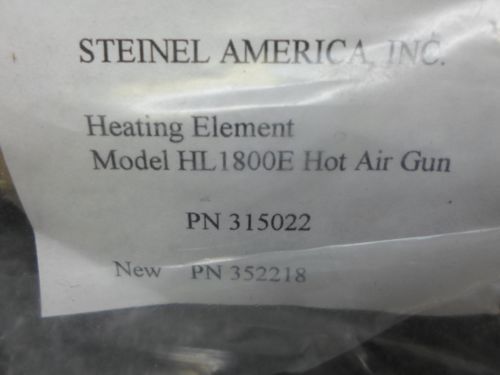 STEINEL AMERICA, INC.
Heating Element
Model HL1800E Hot Air Gun
PN 315022
New PN 352218